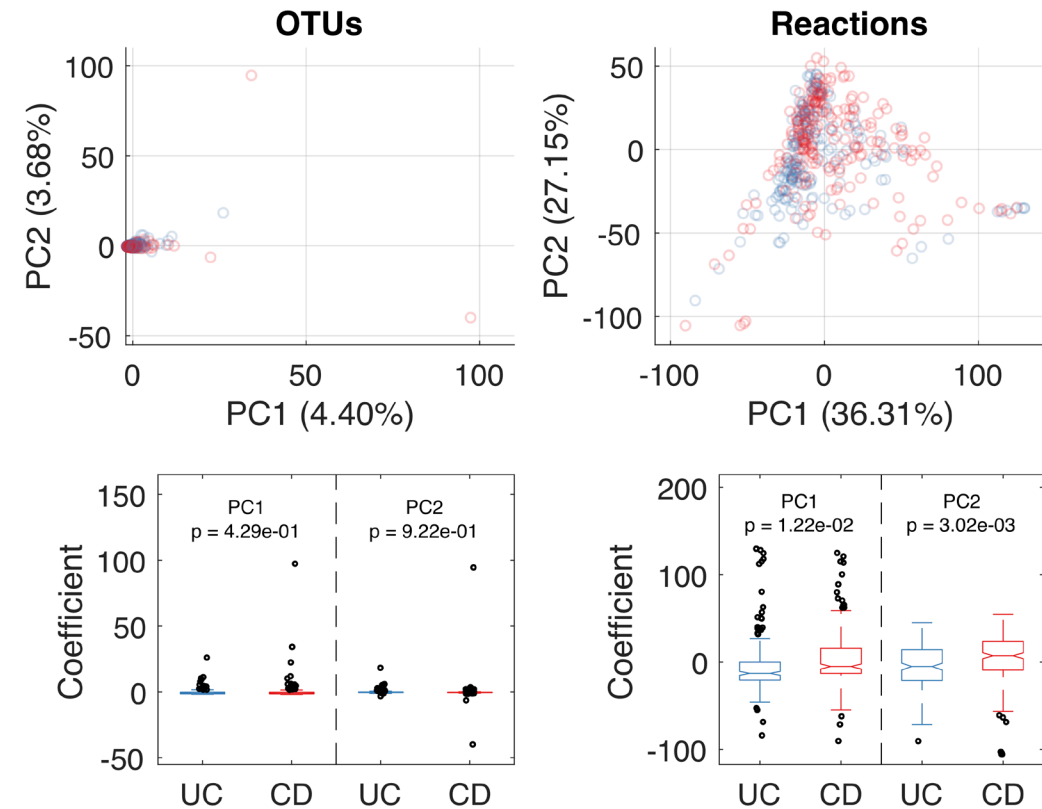 OTUs
100
50
0
-50
PC2 (3.68%)
0
50
100
PC1 (4.40%)
Reactions
50
0
-50
-100
PC2 (27.15%)
-100
0
100
PC1 (36.31%)
150
100
50
0
-50
Coefficient
PC1
p = 4.29e-01
PC2
p = 9.22e-01
UC
CD
UC
CD
200
100
0
-100
Coefficient
PC1
p = 1.22e-02
PC2
p = 3.02e-03
UC
CD
UC
CD